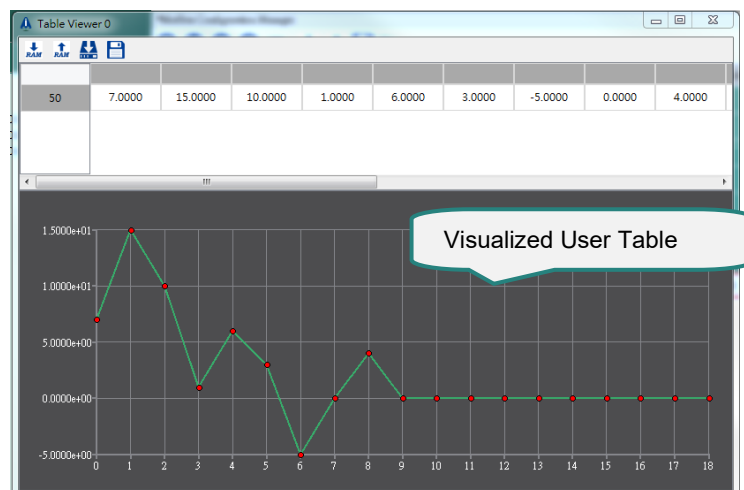 Table Viewer 0
RAM RAM
50 7.0000 15.0000 10.0000 1.0000 6.0000 3.0000 -5.0000 0.0000 4.0000
Visualized User Table
1.5000e+01
1.0000e+01
5.0000e+00
0.0000e+00
-5.0000e+00
0 1 2 3 4 5 6 7 8 9 10 11 12 13 14 15 16 17 18